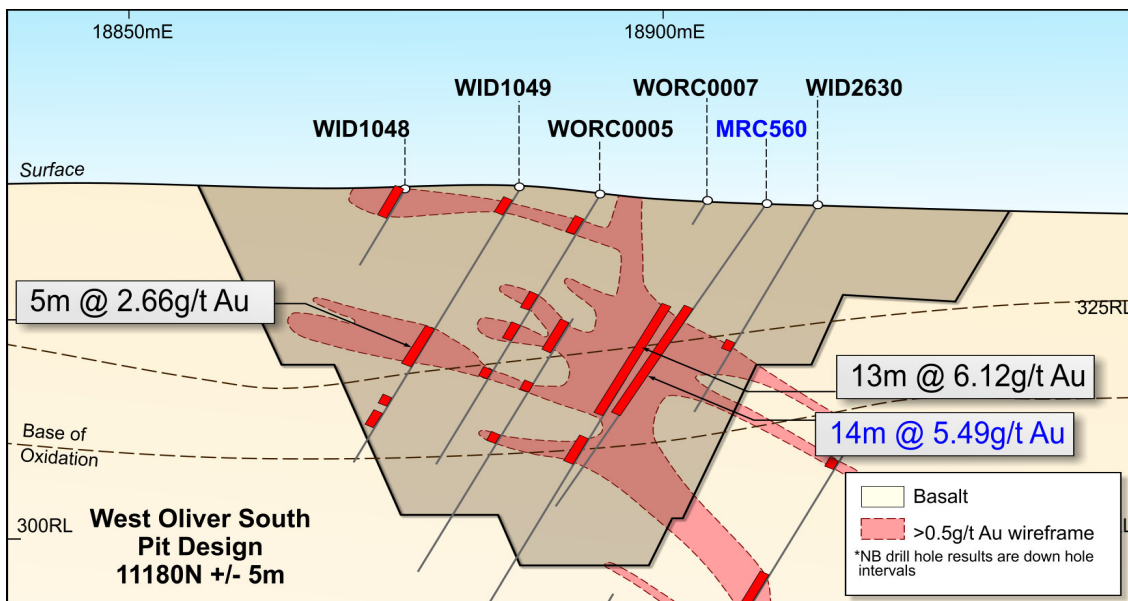 18850mE
18900mE
WID1049
WORC0007
WID2630
WID1048
WORC0005
MRC560
Surface
5m @ 2.66g/t Au
325RL
13m @ 6.12g/t Au
14m @ 5.49g/t Au
Base of
Oxidation
300RL
West Oliver South
Pit Design
11180N +/- 5m
Basalt
>0.5g/t Au wireframe
*NB drill hole results are down hole
intervals